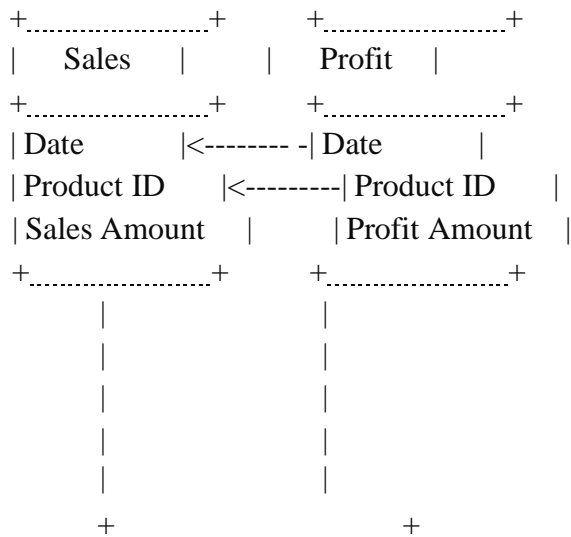 +.......................+ +.......................+
| Sales | | Profit |
+.......................+ +.......................+
| Date |<-------- -| Date |
| Product ID |<---------| Product ID |
| Sales Amount | | Profit Amount |
+.......................+ +.......................+
| |
| |
| |
| |
| |
+ +